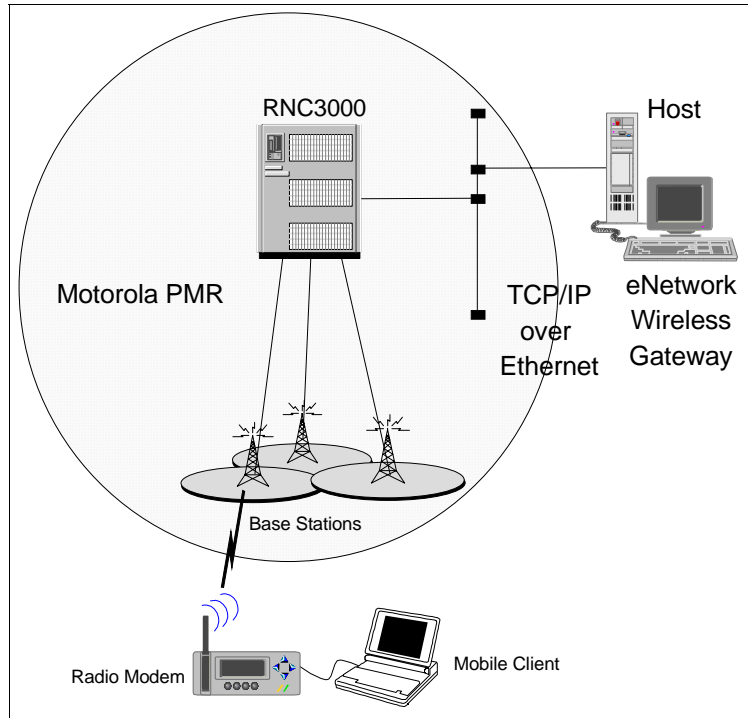 RNC3000
Host
Motorola PMR
TCP/IP
over
Ethernet
eNetwork
Wireless
Gateway
Base Stations
Radio Modem
Mobile Client